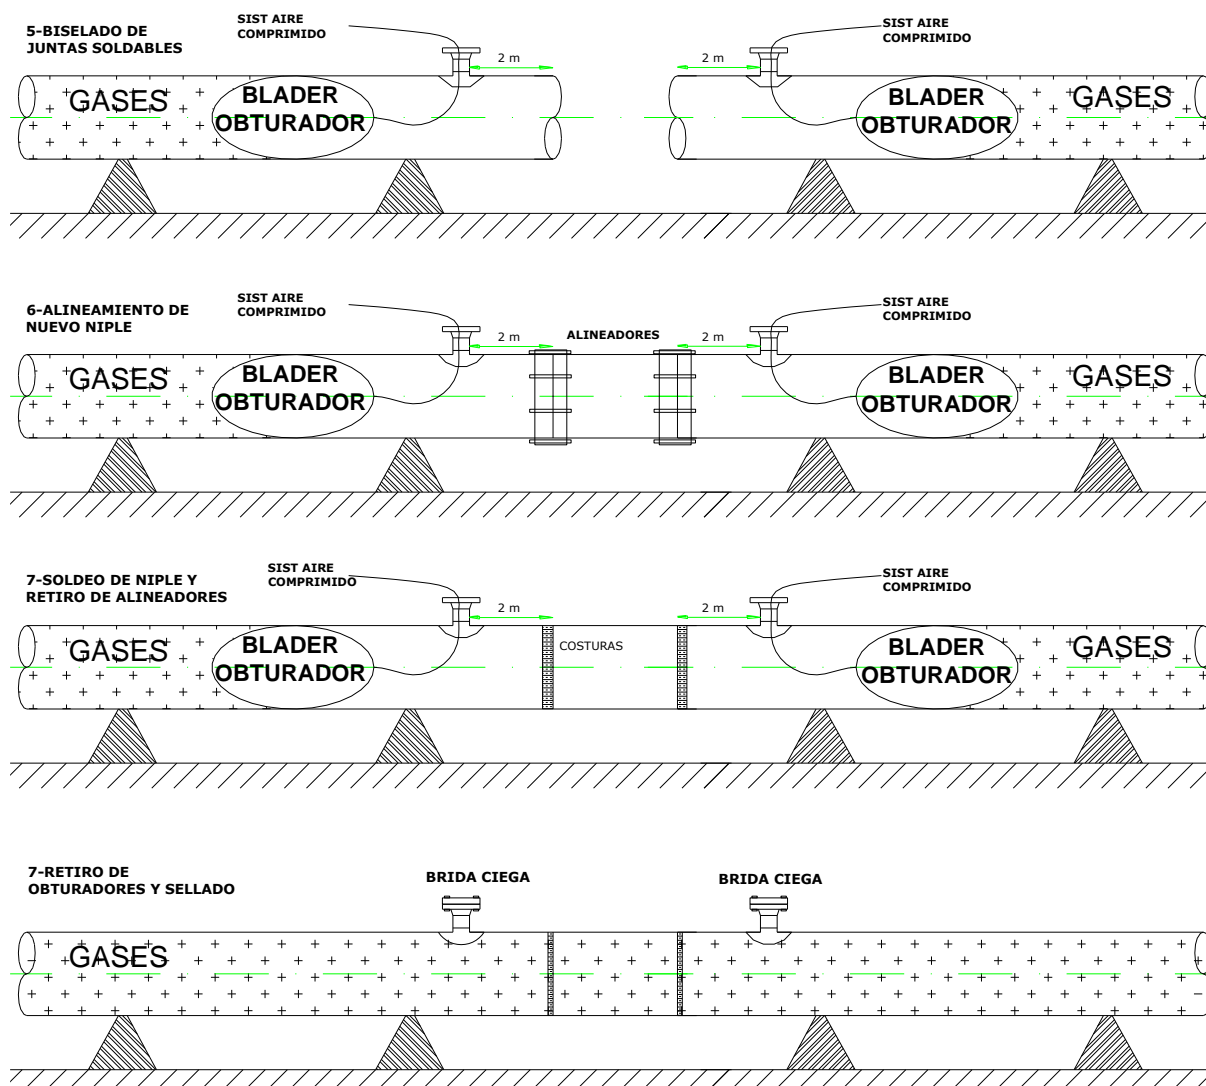 5-BISELADO DE
JUNTAS SOLDABLES
SIST AIRE
COMPRIMIDO
SIST AIRE
COMPRIMIDO
2 m
2 m
GASES
BLADER
OBTURADOR
BLADER
OBTURADOR
GASES
6-ALINEAMIENTO DE
NUEVO NIPLE
SIST AIRE
COMPRIMIDO
SIST AIRE
COMPRIMIDO
2 m
ALINEADORES
2 m
GASES
BLADER
OBTURADOR
BLADER
OBTURADOR
GASES
7-SOLDEO DE NIPLE Y
RETIRO DE ALINEADORES
SIST AIRE
COMPRIMIDO
SIST AIRE
COMPRIMIDO
2 m
2 m
GASES
BLADER
OBTURADOR
COSTURAS
BLADER
OBTURADOR
GASES
7-RETIRO DE
OBTURADORES Y SELLADO
BRIDA CIEGA
BRIDA CIEGA
GASES